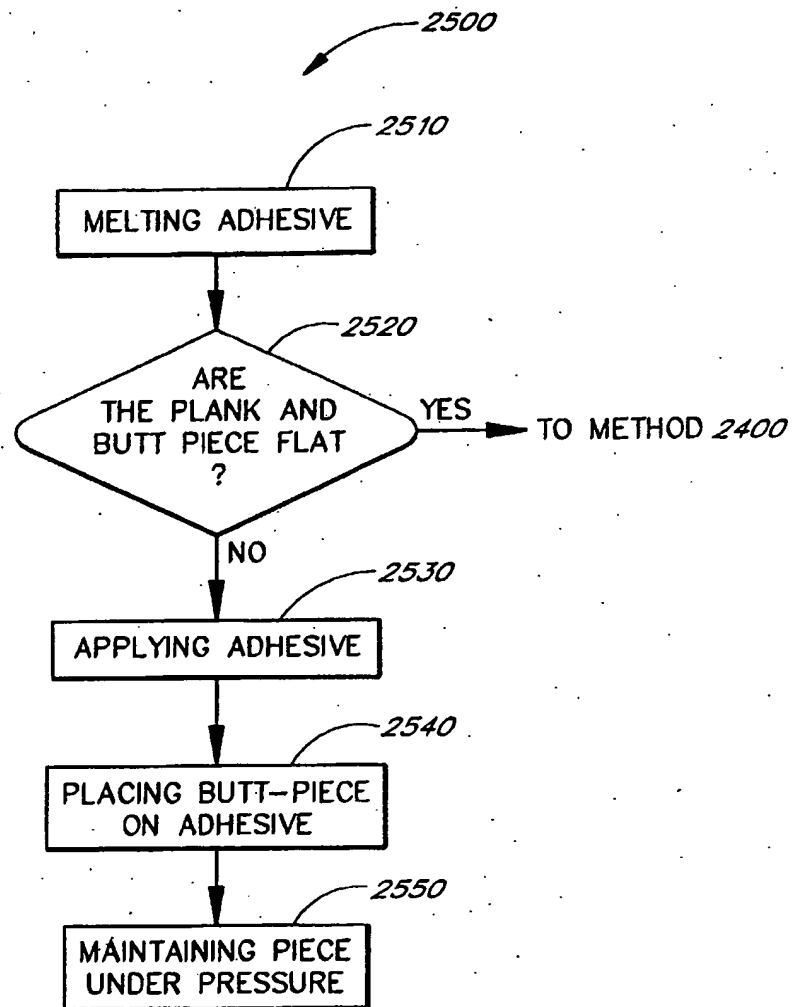 2500
2510
MELTING ADHESIVE
2520
ARE
THE PLANK AND
BUTT PIECE FLAT
?
YES
TO METHOD 2400
NO
2530
APPLYING ADHESIVE
2540
PLACING BUTT-PIECE
ON ADHESIVE
2550
MAINTAINING PIECE
UNDER PRESSURE